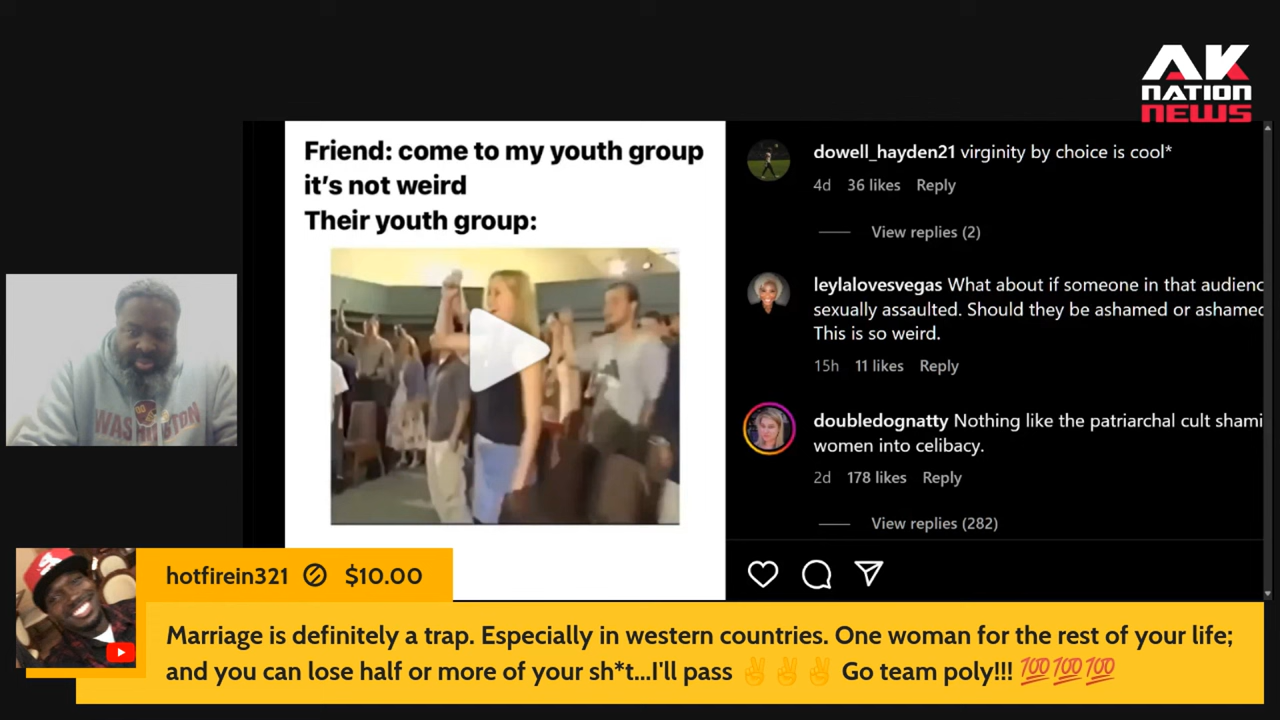 AK
NATION
NEWS
Friend: come to my youth group
it's not weird
Their youth group:
dowell_hayden21 virginity by choice is cool*
4d 36 likes Reply
View replies (2)
leylalovesvegas What about if someone in that audienc
sexually assaulted. Should they be ashamed or ashamed
This is so weird.
15h 11 likes Reply
doubledognatty Nothing like the patriarchal cult shami
women into celibacy.
2d 178 likes Reply
View replies (282)
WASHINGTON
hotfirein321 $10.00
Marriage is definitely a trap. Especially in western countries. One woman for the rest of your life;
and you can lose half or more of your sh*t...I'll pass ✌✌✌ Go team poly!!! 💯💯💯